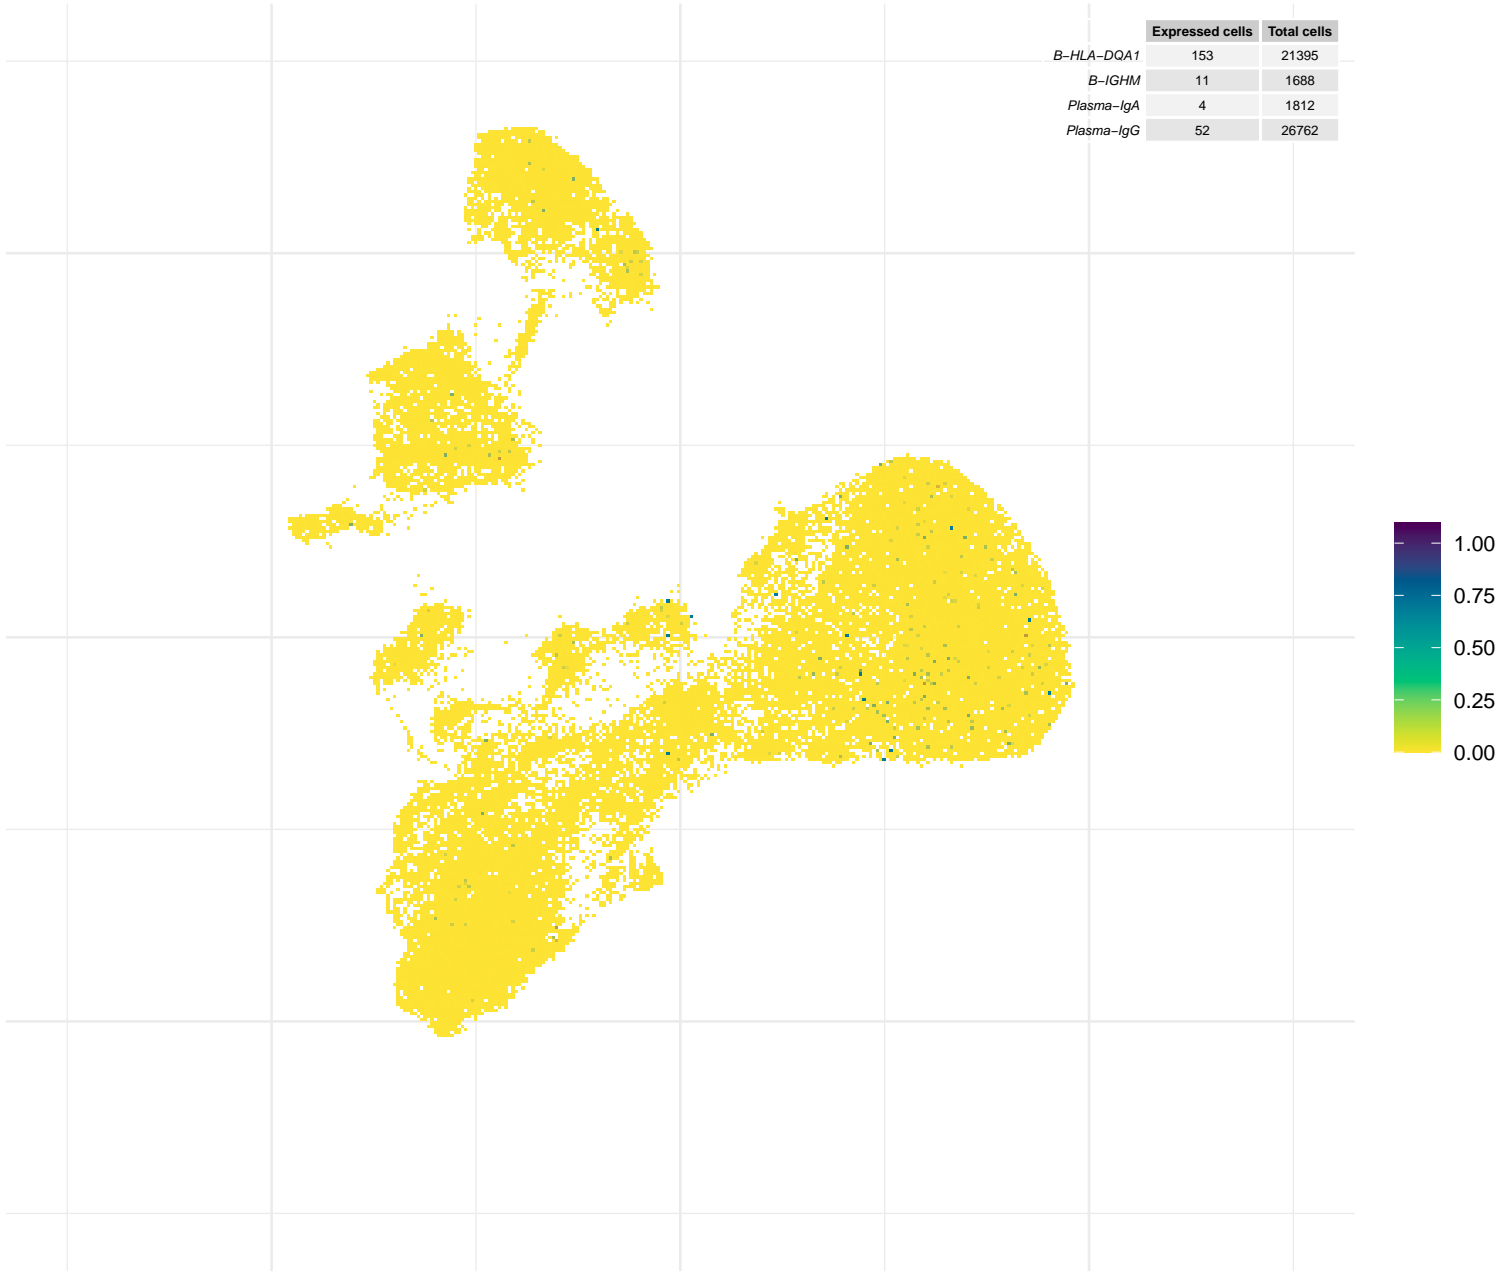 Expressed cells Total cells
B−HLA−DQA1 153 21395
B−IGHM 11 1688
Plasma−IgA 4 1812
Plasma−IgG 52 26762
1.00
0.75
0.50
0.25
0.00